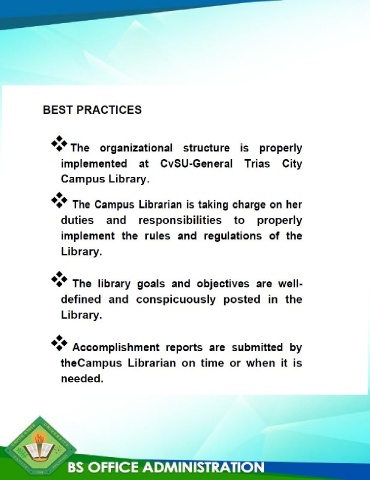 BEST PRACTICES
❖The organizational structure is properly
implemented at CvSU-General Trias City
Campus Library.
❖ The Campus Librarian is taking charge on her
duties and responsibilities to properly
implement the rules and regulations of the
Library.
❖ The library goals and objectives are well-
defined and conspicuously posted in the
Library.
❖ Accomplishment reports are submitted by
theCampus Librarian on time or when it is
needed.
BS OFFICE ADMINISTRATION